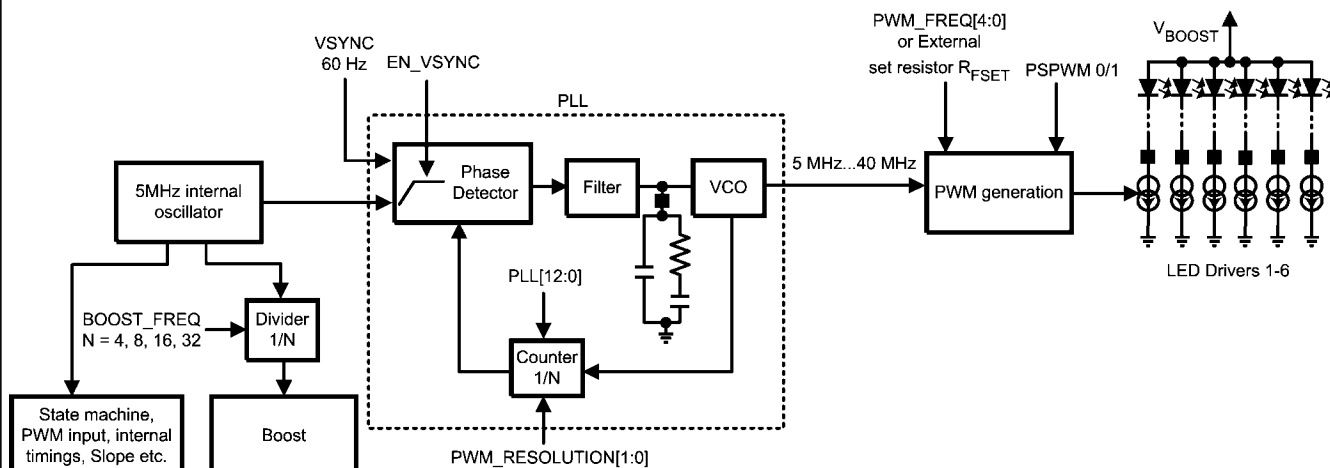 VSYNC
60 Hz
EN_VSYNC
PLL
PWM_FREQ[4:0]
or External
set resistor RFSET
PSPWM 0/1
VBOOST
5MHz internal
oscillator
Phase
Detector
Filter
VCO
5 MHz...40 MHz
PWM generation
LED Drivers 1-6
BOOST_FREQ
N = 4, 8, 16, 32
Divider
1/N
PLL[12:0]
Counter
1/N
PWM_RESOLUTION[1:0]
State machine,
PWM input, internal
timings, Slope etc.
Boost